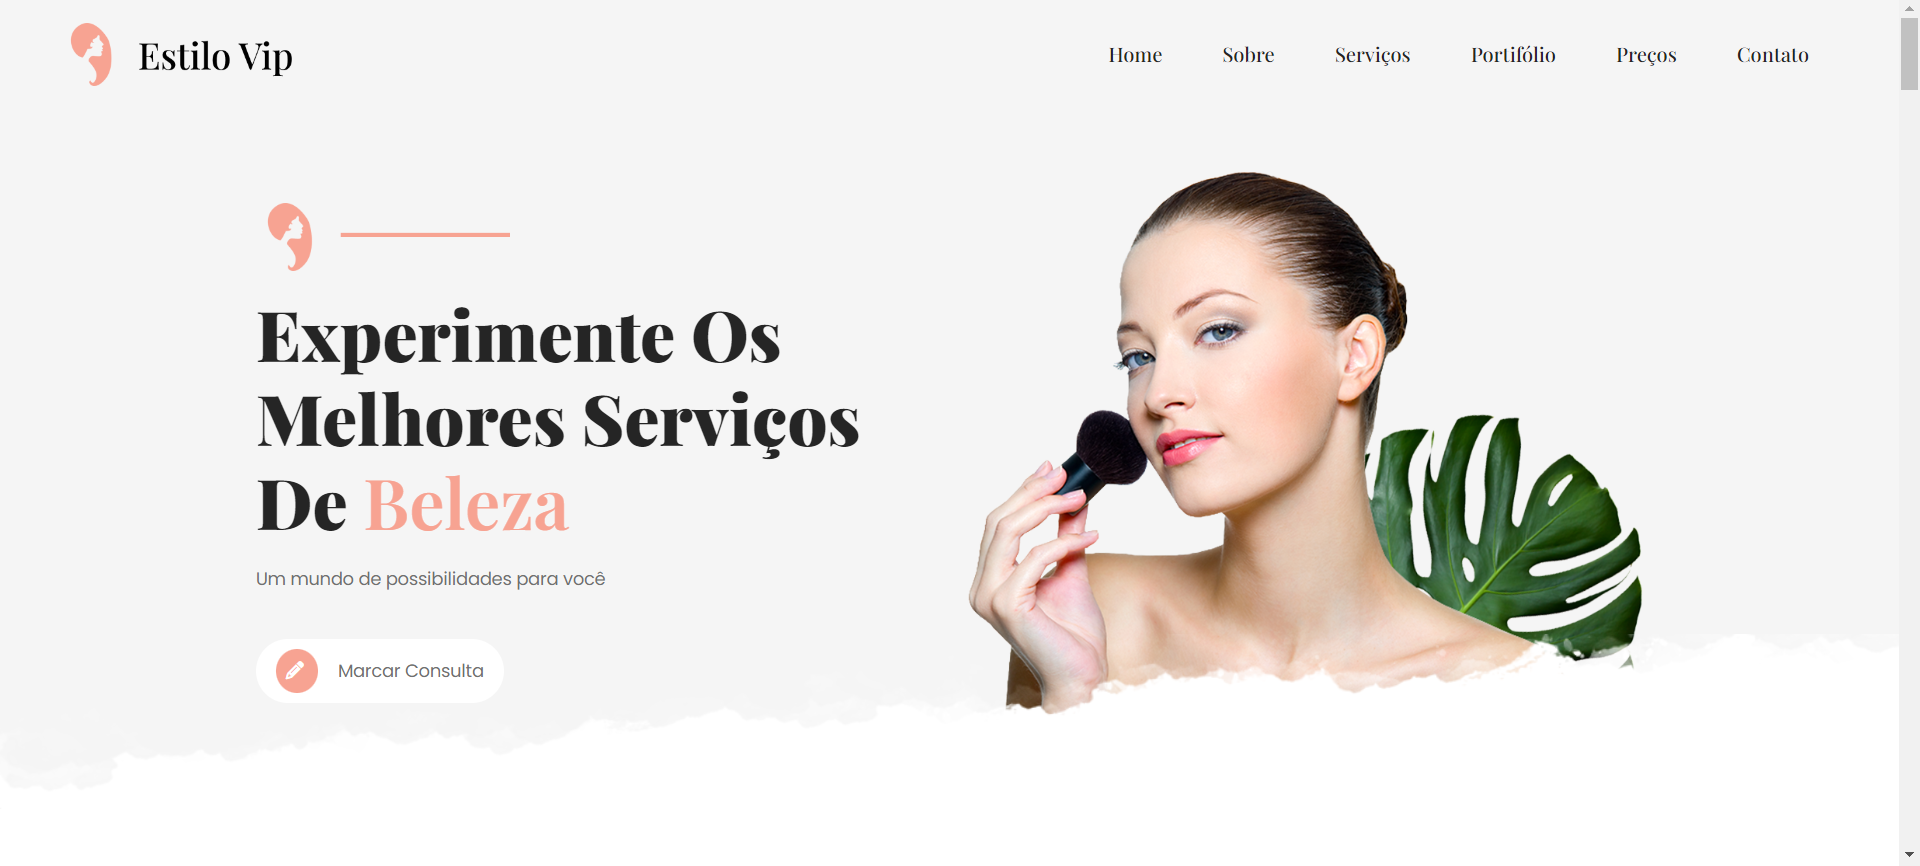 Estilo Vip
Home
Sobre
Serviços
Portifólio
Preços
Contato
Experimente Os
Melhores Serviços
De Beleza
Um mundo de possibilidades para você
Marcar Consulta